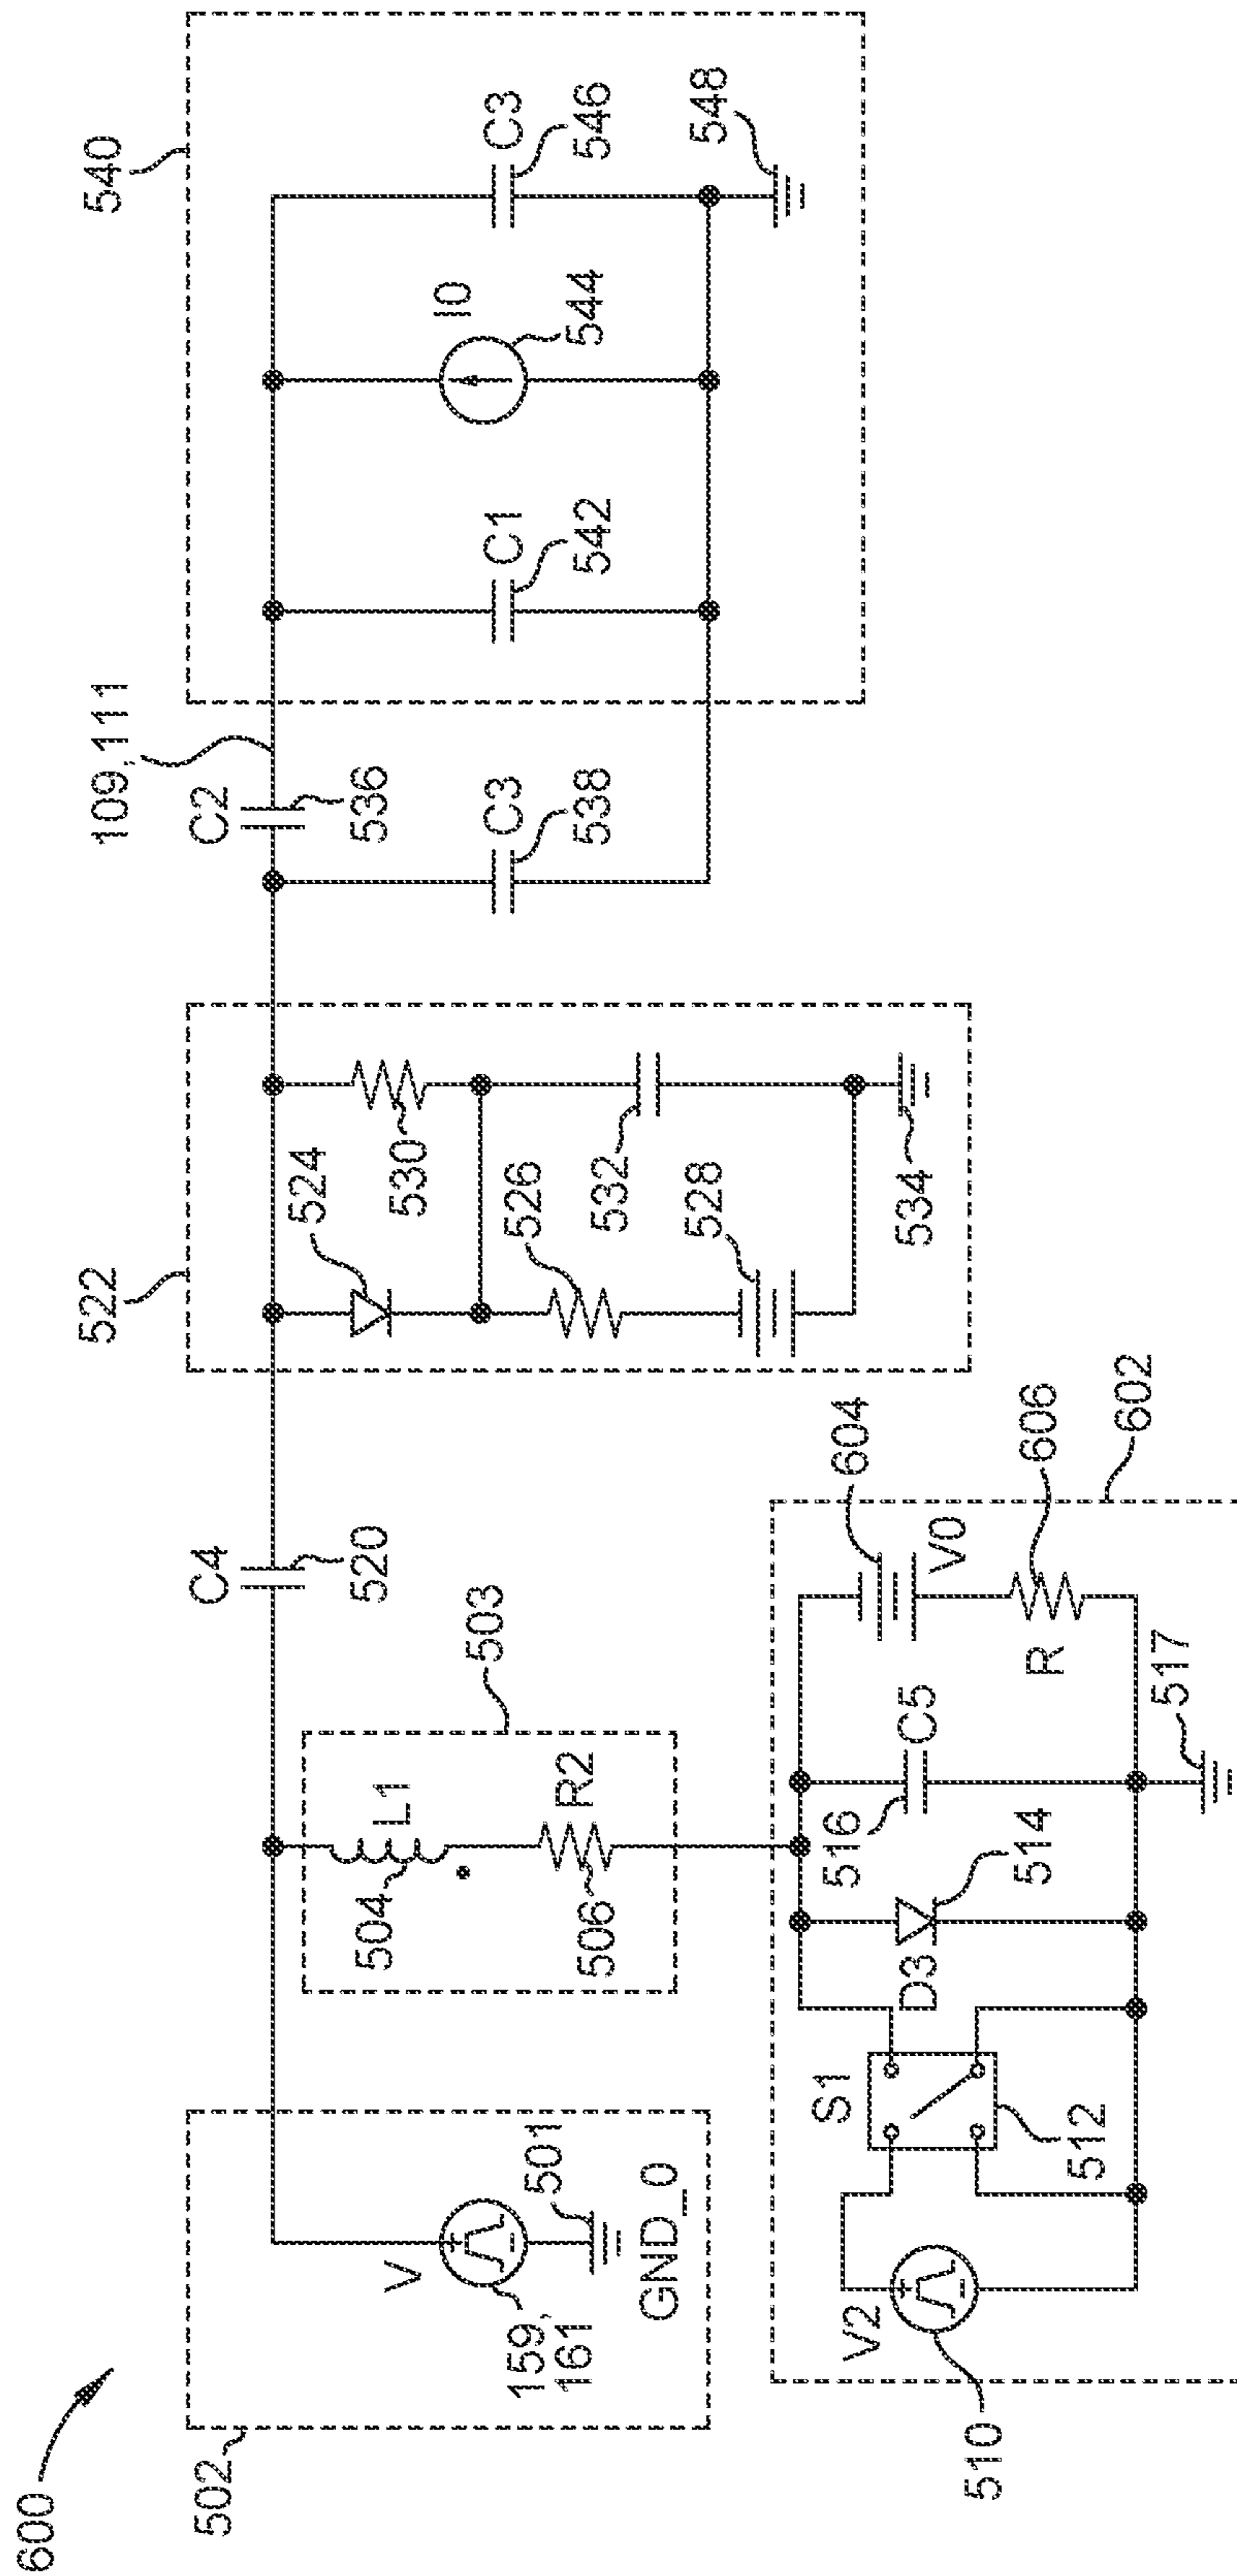 600
502
V
159,
161
501
GND_0
503
L1
504
R2
506
C4
520
522
524
530
526
532
528
534
109,111
C2
536
C3
538
540
C1
542
I0
544
C3
546
548
V2
510
S1
512
D3
514
516
C5
517
604
V0
606
R
602